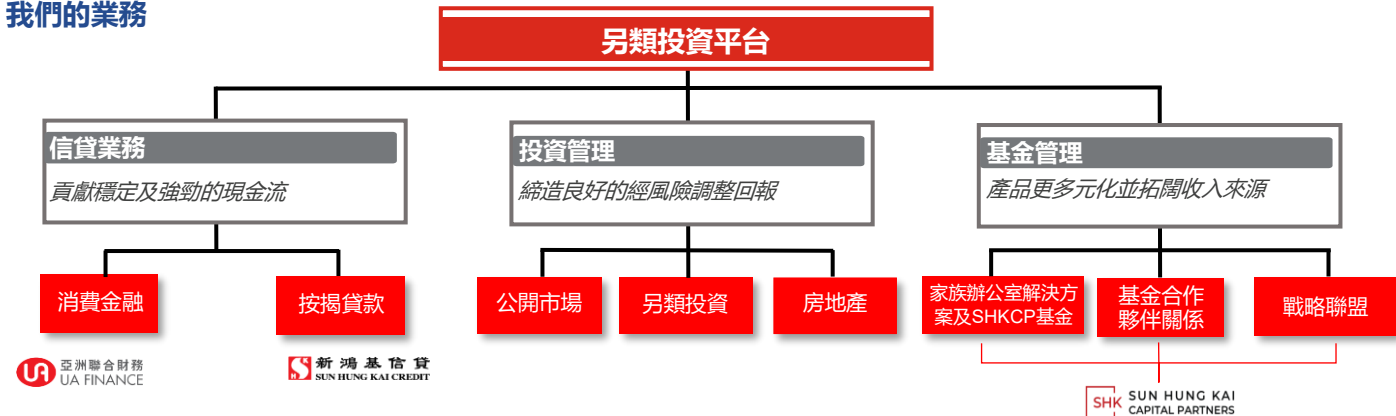 我們的業務
另類投資平台
信貸業務
貢獻穩定及強勁的現金流
投資管理
締造良好的經風險調整回報
基金管理
產品更多元化並拓闊收入來源
消費金融
按揭貸款
公開市場
另類投資
房地產
家族辦公室解決方
案及SHKCP基金
基金合作
夥伴關係
戰略聯盟
UA
亞洲聯合財務
UA FINANCE
新鴻基信貸
SUN HUNG KAI CREDIT
SHK
SUN HUNG KAI
CAPITAL PARTNERS